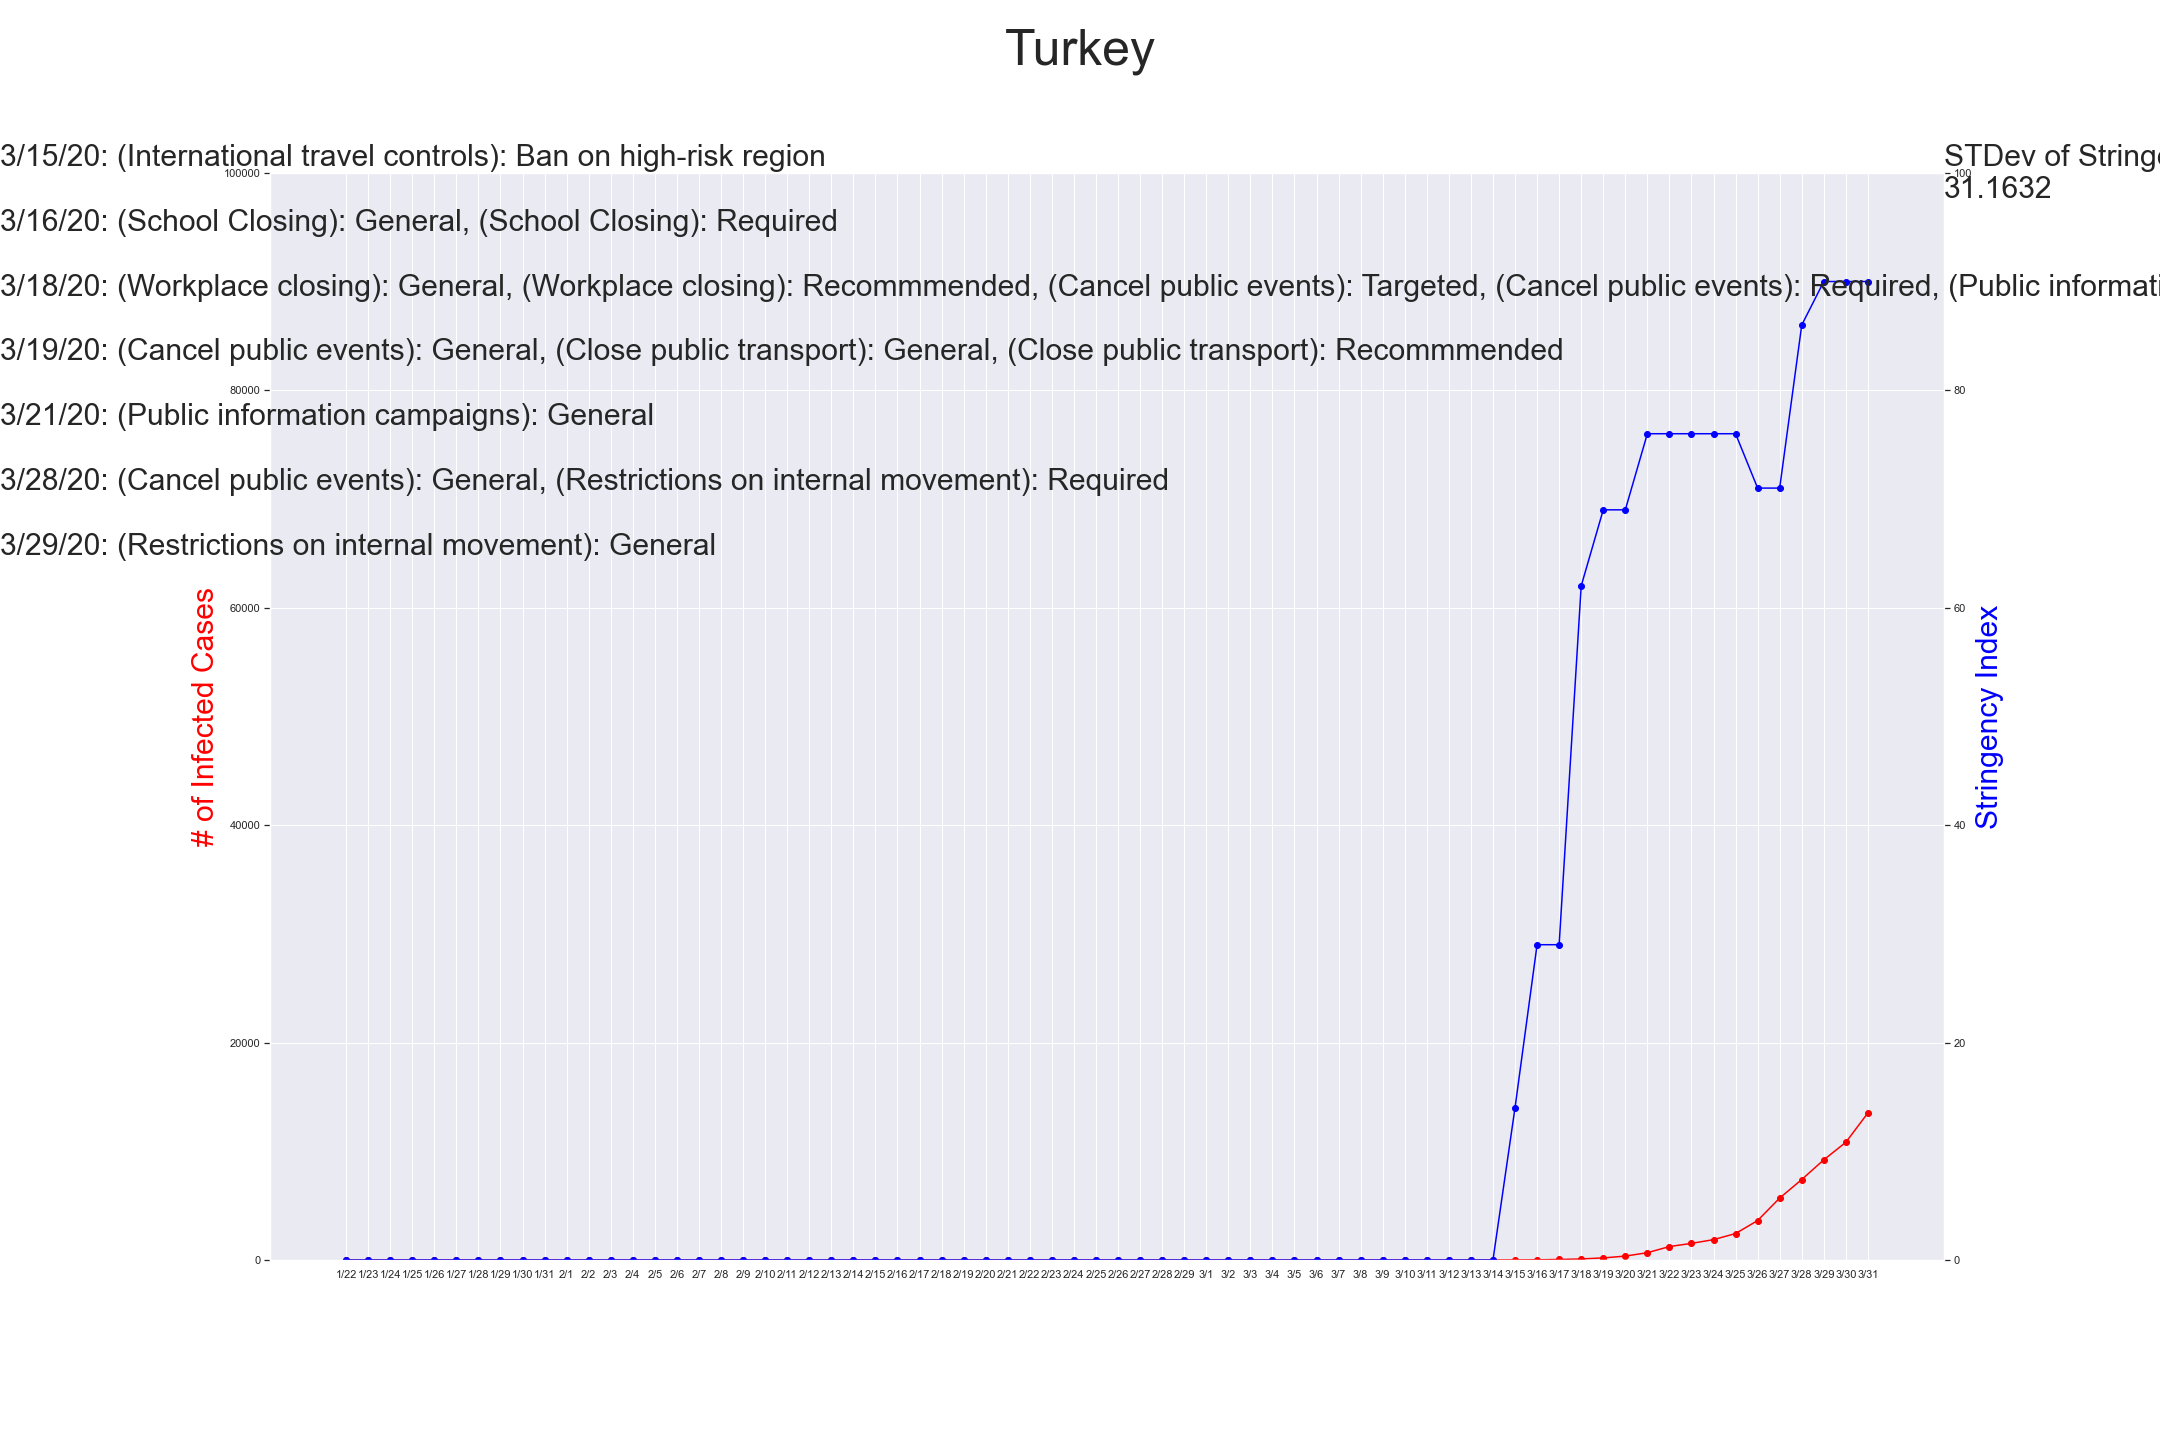 Turkey
3/15/20: (International travel controls): Ban on high-risk region
STDev of Stringe
31.1632
3/16/20: (School Closing): General, (School Closing): Required
3/18/20: (Workplace closing): General, (Workplace closing): Recommmended, (Cancel public events): Targeted, (Cancel public events): Required, (Public informati
3/19/20: (Cancel public events): General, (Close public transport): General, (Close public transport): Recommmended
3/21/20: (Public information campaigns): General
3/28/20: (Cancel public events): General, (Restrictions on internal movement): Required
3/29/20: (Restrictions on internal movement): General
# of Infected Cases
100000
80000
60000
40000
20000
0
Stringency Index
100
80
60
40
20
0
1/22 1/23 1/24 1/25 1/26 1/27 1/28 1/29 1/30 1/31 2/1 2/2 2/3 2/4 2/5 2/6 2/7 2/8 2/9 2/10 2/11 2/12 2/13 2/14 2/15 2/16 2/17 2/18 2/19 2/20 2/21 2/22 2/23 2/24 2/25 2/26 2/27 2/28 2/29 3/1 3/2 3/3 3/4 3/5 3/6 3/7 3/8 3/9 3/10 3/11 3/12 3/13 3/14 3/15 3/16 3/17 3/18 3/19 3/20 3/21 3/22 3/23 3/24 3/25 3/26 3/27 3/28 3/29 3/30 3/31